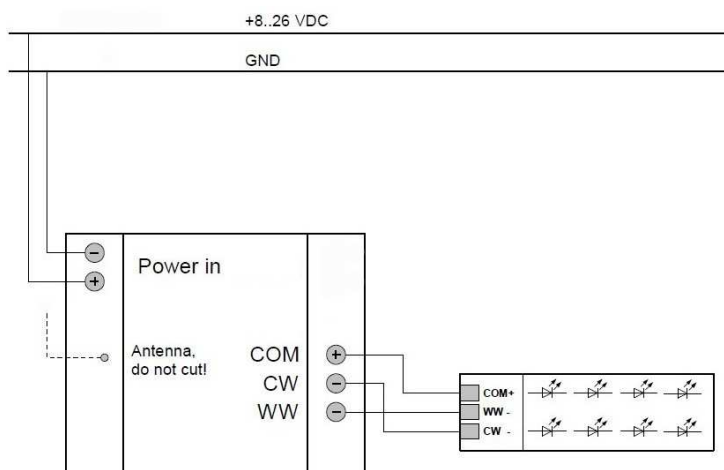 +8..26 VDC
GND
Power in
Antenna,
do not cut!
COM
CW
WW
COM+
WW -
CW -